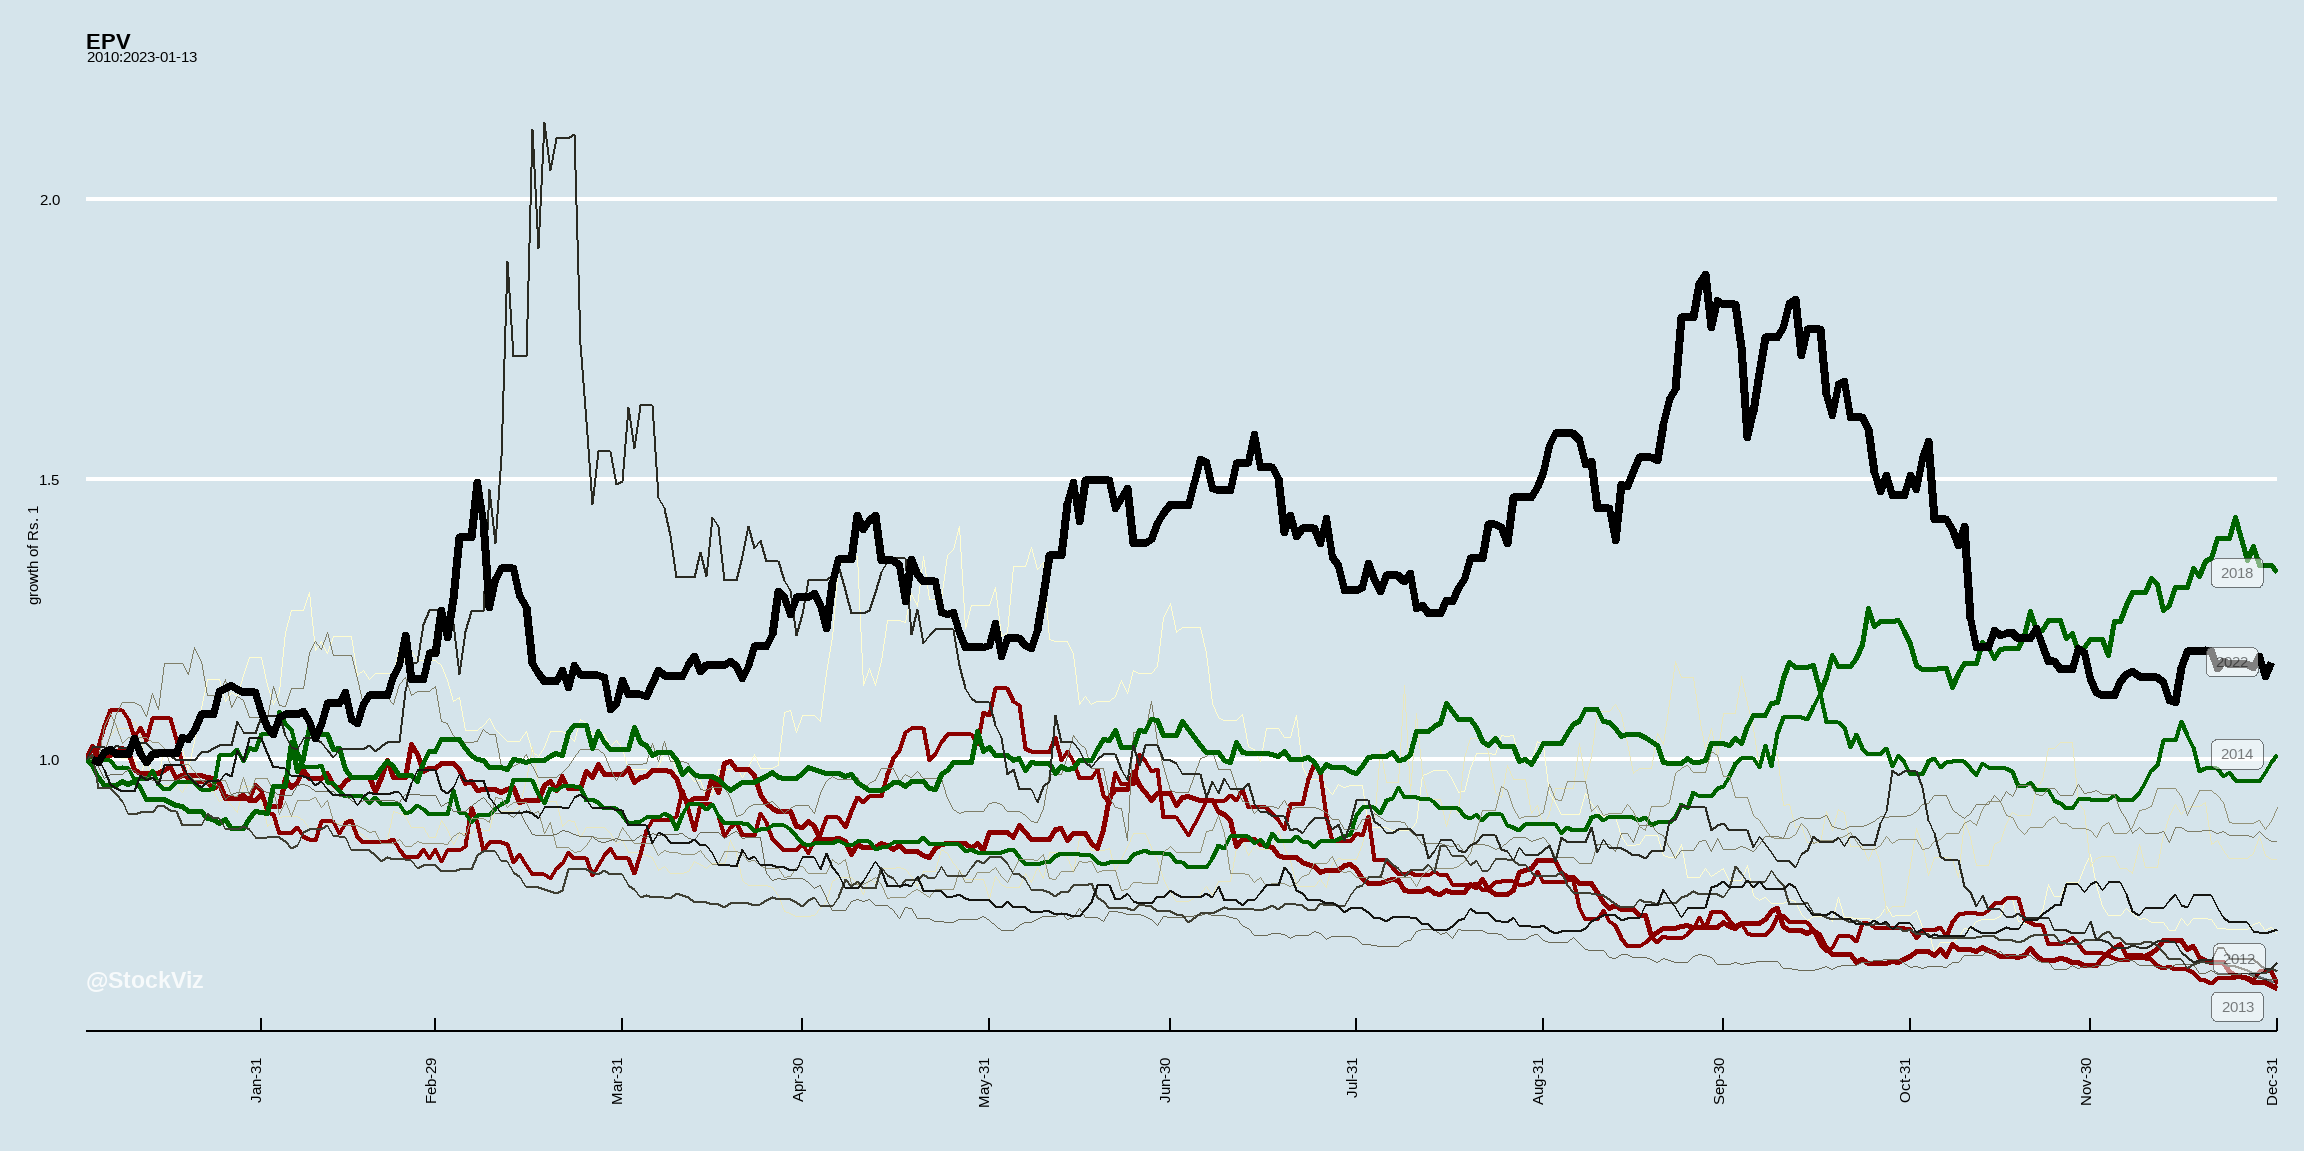 EPV
2010:2023-01-13
2.0
1.5
1.0
growth of Rs. 1
2018
2022
2014
2012
2013
@StockViz
Jan-31
Feb-29
Mar-31
Apr-30
May-31
Jun-30
Jul-31
Aug-31
Sep-30
Oct-31
Nov-30
Dec-31